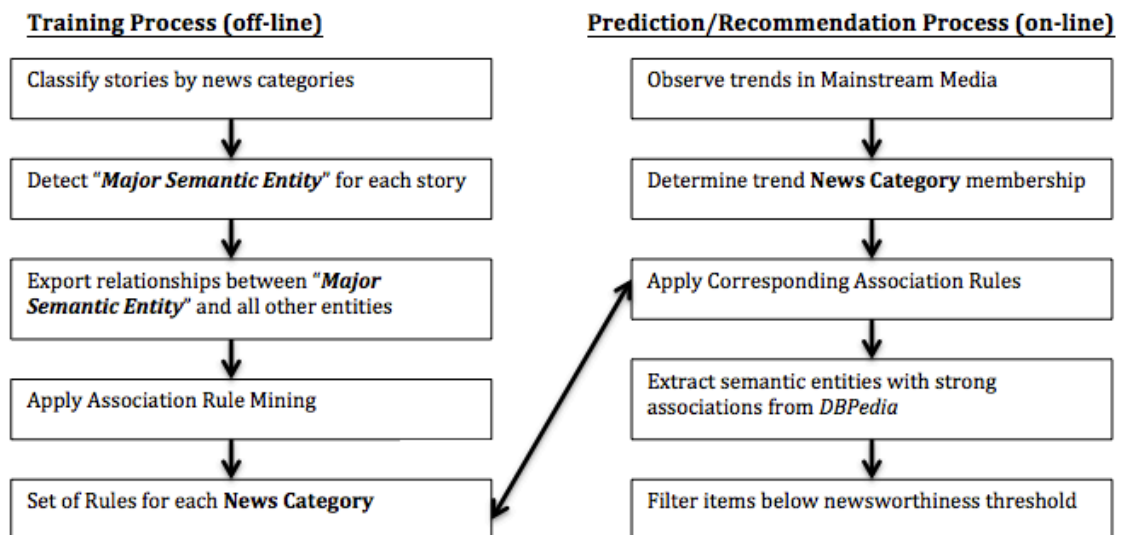 Training Process (off-line)
Classify stories by news categories
Detect "Major Semantic Entity" for each story
Export relationships between "Major
Semantic Entity" and all other entities
Apply Association Rule Mining
Set of Rules for each News Category
Prediction/Recommendation Process (on-line)
Observe trends in Mainstream Media
Determine trend News Category membership
Apply Corresponding Association Rules
Extract semantic entities with strong
associations from DBPedia
Filter items below newsworthiness threshold